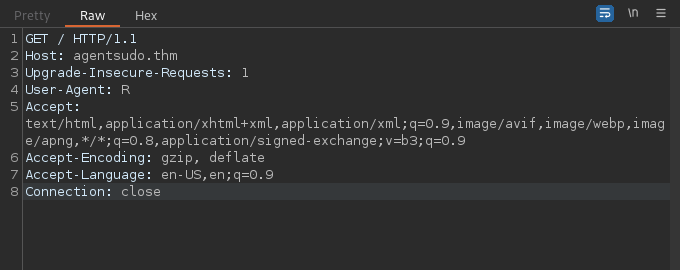 Pretty Raw Hex \n
1 GET / HTTP/1.1
2 Host: agentsudo.thm
3 Upgrade-Insecure-Requests: 1
4 User-Agent: R
5 Accept:
text/html,application/xhtml+xml,application/xml;q=0.9,image/avif,image/webp,imag
e/apng,*/*;q=0.8,application/signed-exchange;v=b3;q=0.9
6 Accept-Encoding: gzip, deflate
7 Accept-Language: en-US,en;q=0.9
8 Connection: close